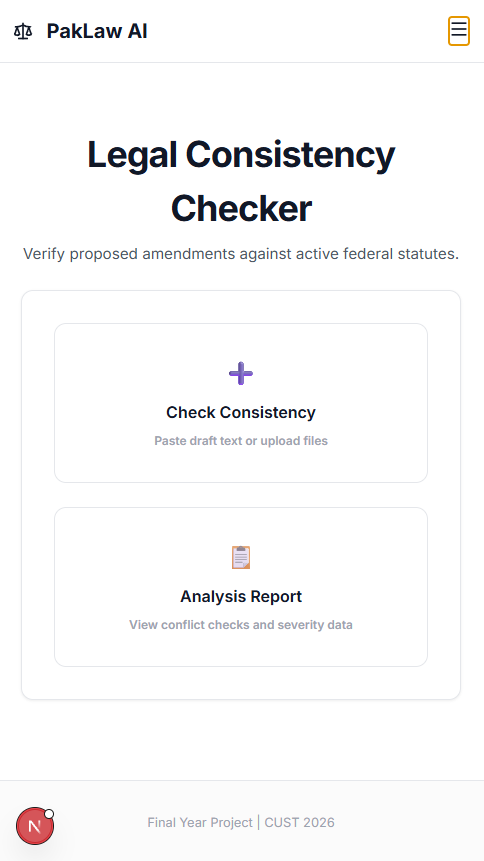 PakLaw AI
Legal Consistency
Checker
Verify proposed amendments against active federal statutes.
Check Consistency
Paste draft text or upload files
Analysis Report
View conflict checks and severity data
N
Final Year Project | CUST 2026